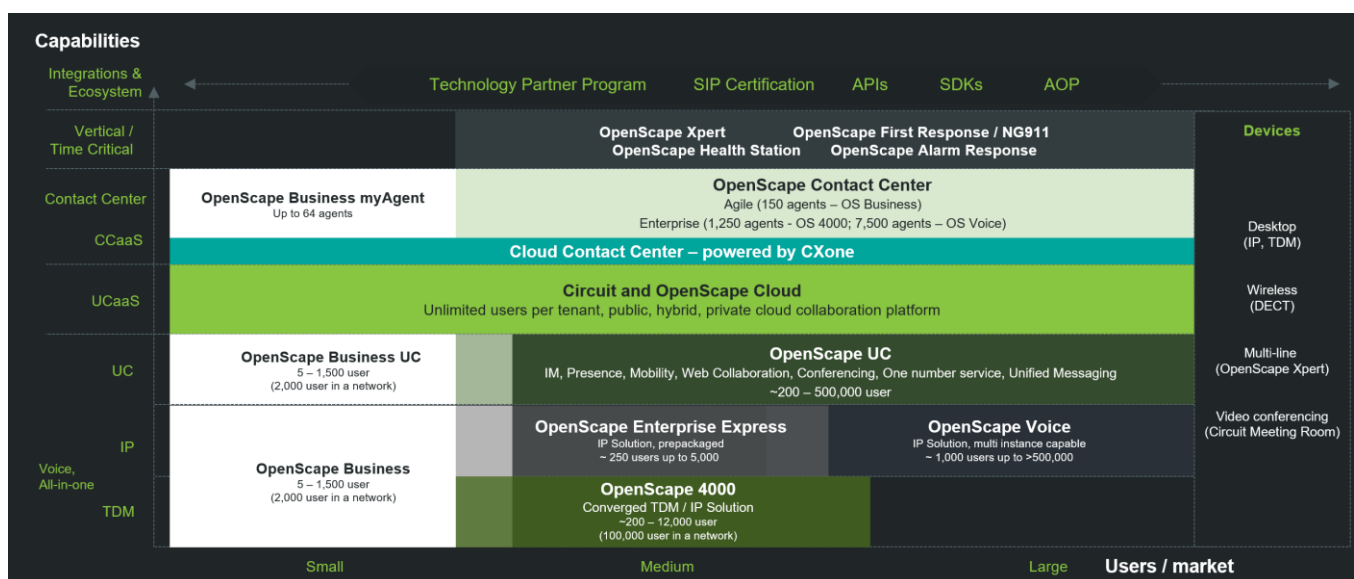 Capabilities
Integrations &
Ecosystem
Technology Partner Program SIP Certification APIs SDKs AOP
Vertical /
Time Critical
OpenScape Xpert OpenScape First Response / NG911
OpenScape Health Station OpenScape Alarm Response
Devices
Contact Center
OpenScape Business myAgent
Up to 64 agents
OpenScape Contact Center
Agile (150 agents – OS Business)
Enterprise (1,250 agents - OS 4000; 7,500 agents – OS Voice)
CCaaS
Cloud Contact Center – powered by CXone
Desktop
(IP, TDM)
UCaaS
Circuit and OpenScape Cloud
Unlimited users per tenant, public, hybrid, private cloud collaboration platform
Wireless
(DECT)
UC
OpenScape Business UC
5 – 1,500 user
(2,000 user in a network)
OpenScape UC
IM, Presence, Mobility, Web Collaboration, Conferencing, One number service, Unified Messaging
~200 – 500,000 user
Multi-line
(OpenScape Xpert)
Voice,
All-in-one
IP
TDM
OpenScape Business
5 – 1,500 user
(2,000 user in a network)
OpenScape Enterprise Express
IP Solution, prepackaged
~ 250 users up to 5,000
OpenScape Voice
IP Solution, multi instance capable
~ 1,000 users up to >500,000
Video conferencing
(Circuit Meeting Room)
OpenScape 4000
Converged TDM / IP Solution
~200 – 12,000 user
(100,000 user in a network)
Small Medium Large Users / market